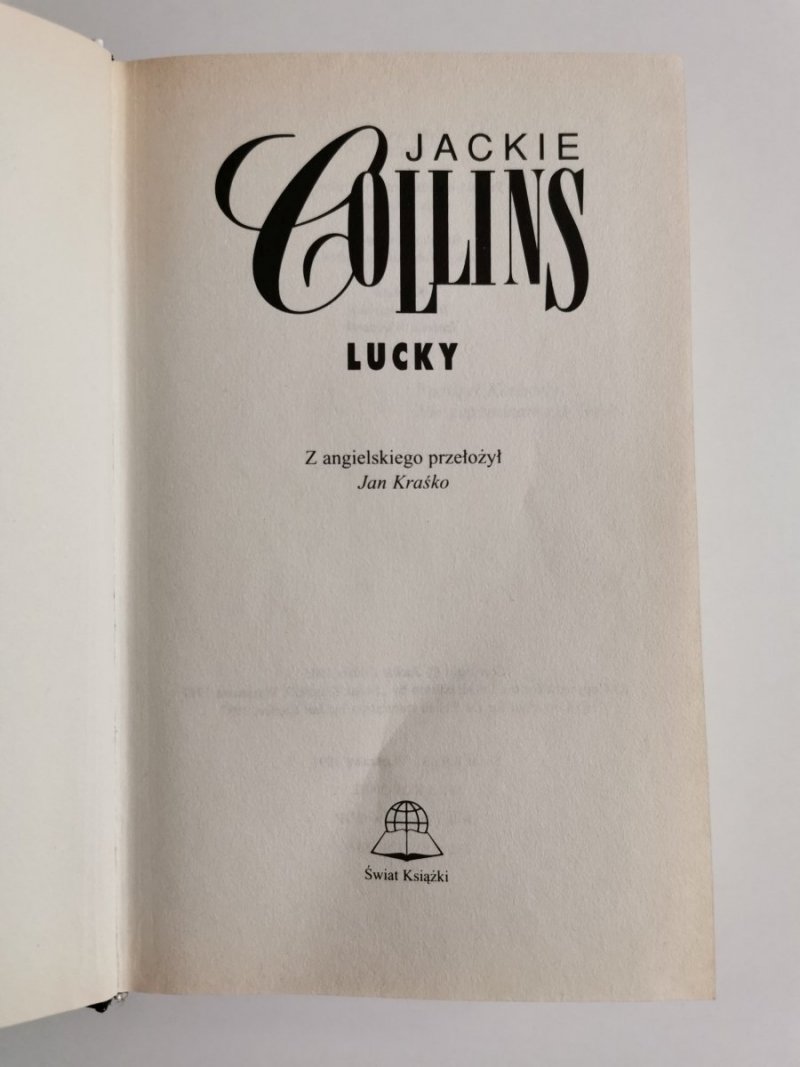 JACKIE
COLLINS
LUCKY
Z angielskiego przełożył
Jan Kraśko
Świat Książki